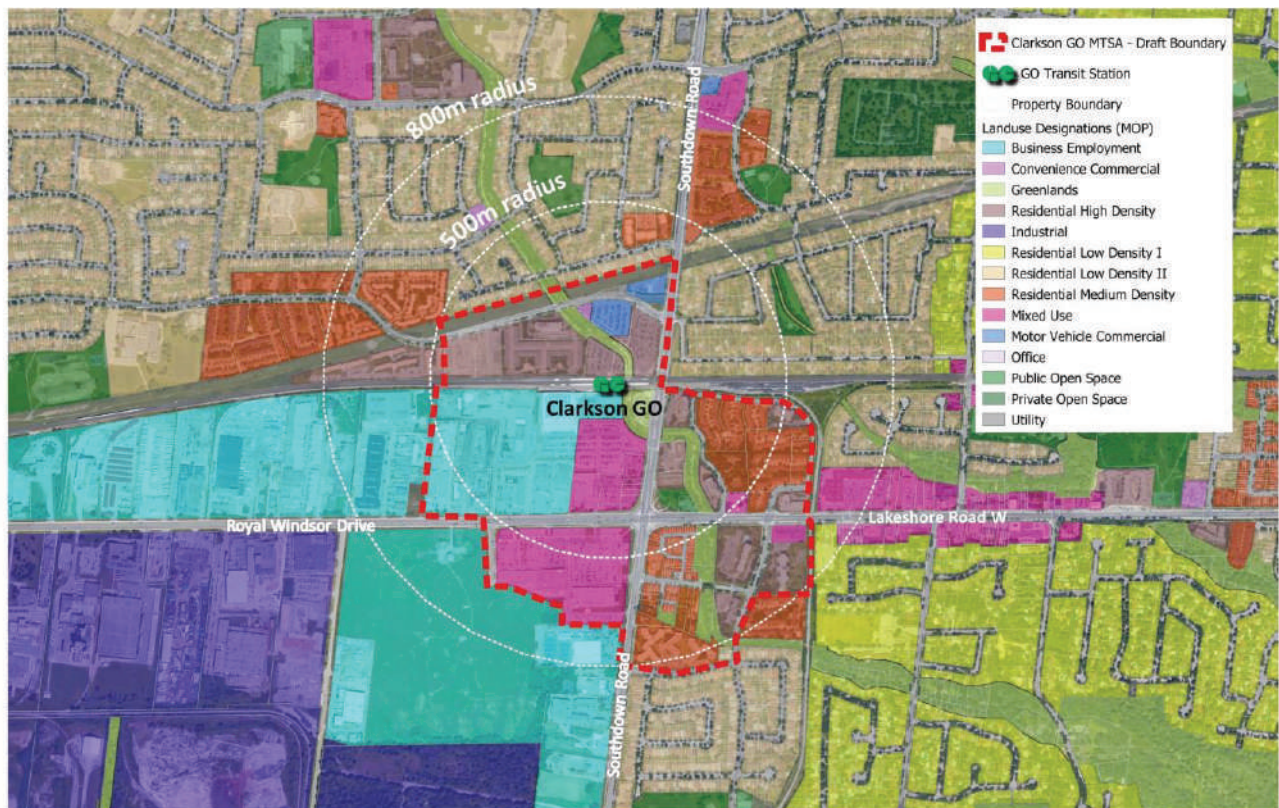 Clarkson GO MTSA - Draft Boundary
GO Transit Station
Property Boundary
Landuse Designations (MOP)
Business Employment
Convenience Commercial
Greenlands
Residential High Density
Industrial
Residential Low Density I
Residential Low Density II
Residential Medium Density
Mixed Use
Motor Vehicle Commercial
Office
Public Open Space
Private Open Space
Utility
800m radius
500m radius
Southdown Road
Clarkson GO
Royal Windsor Drive
Lakeshore Road W
Southdown Road